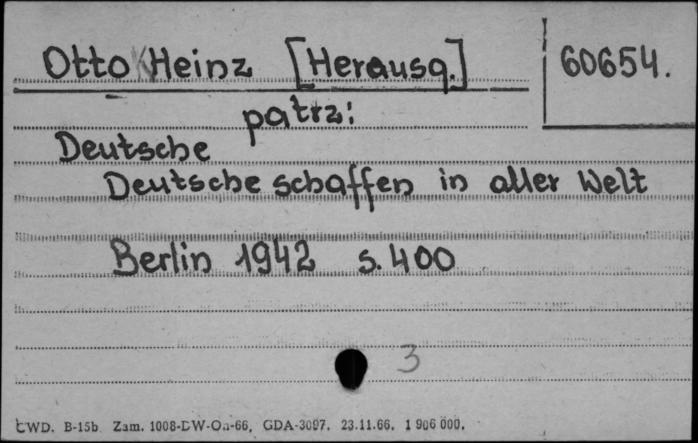 Otto Heinz [Herausg.] 60654.
patrz:
Deutsche
Deutsche schaffen in aller Welt
Berlin 1942 S. 400
3
CWD. B-15b Zam. 1008-DW-Oa-66, GDA-3097. 23.11.66. 1 906 000.